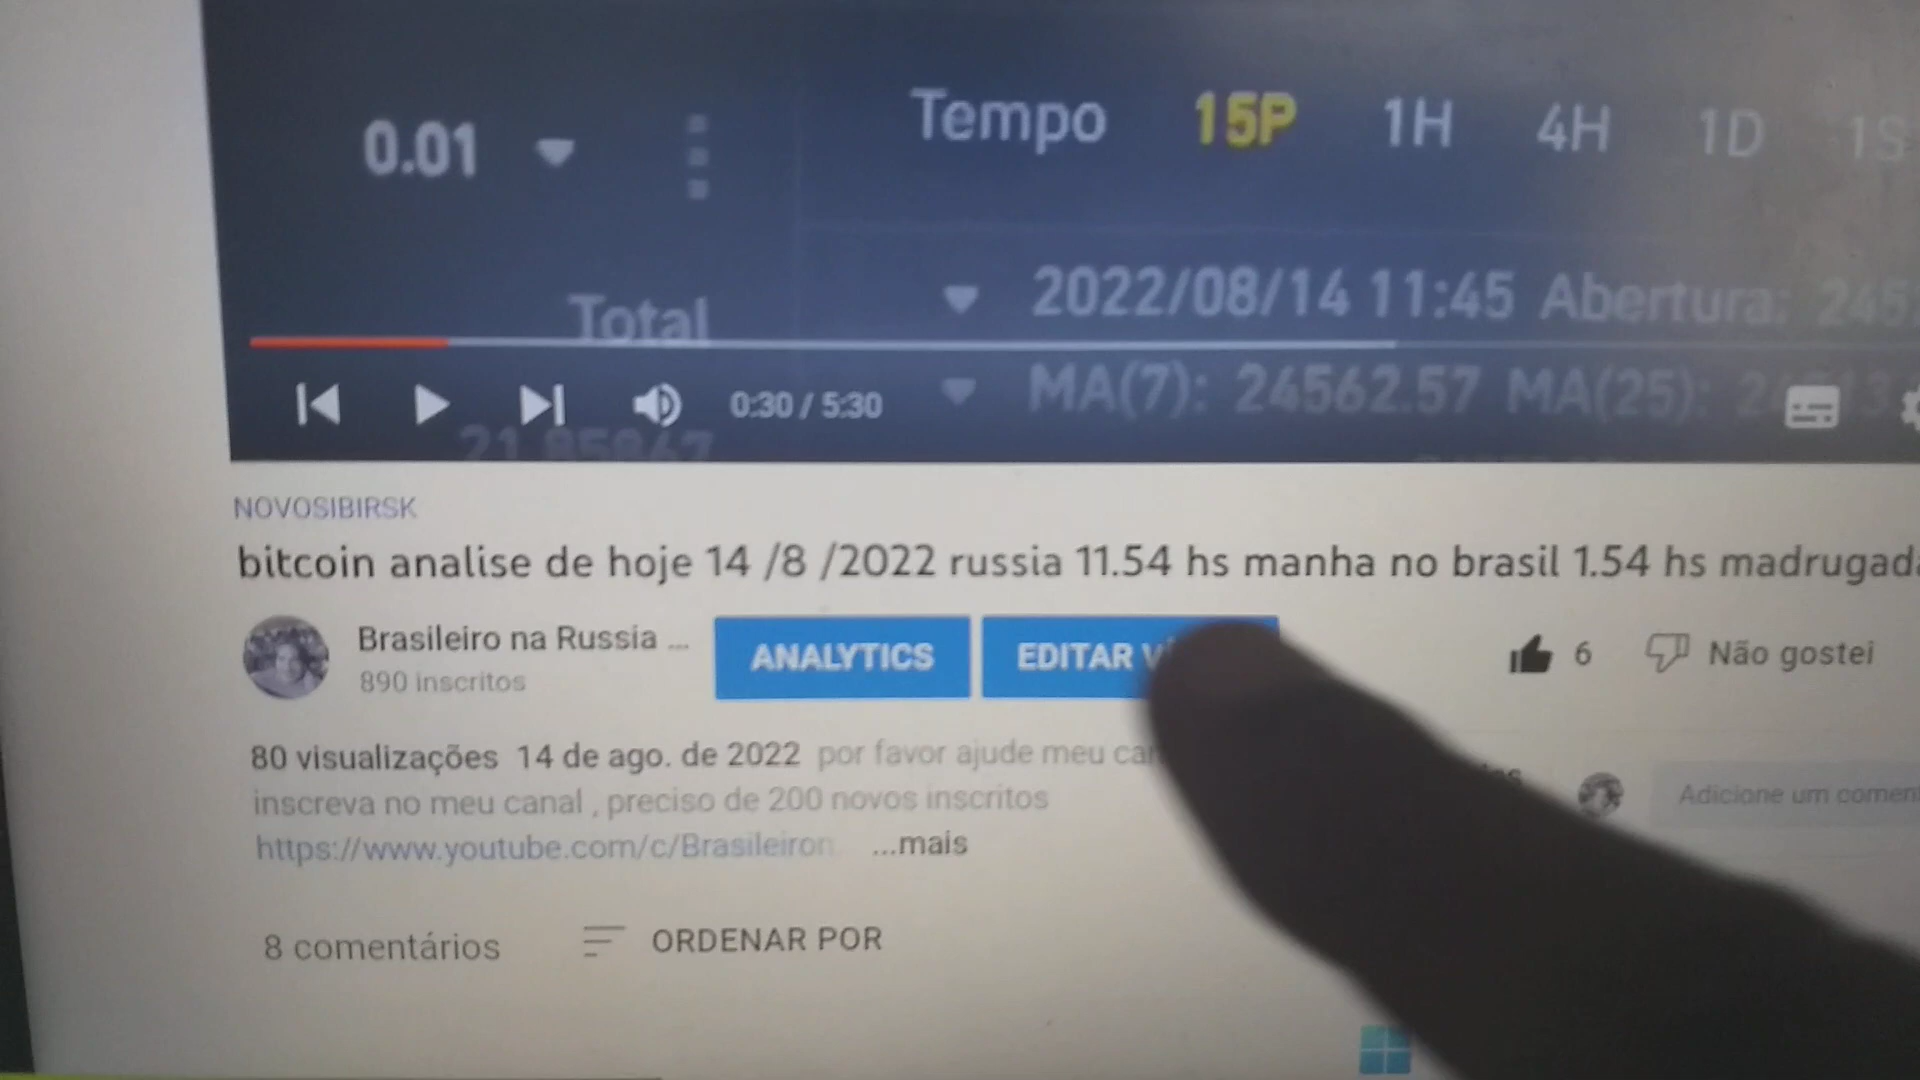 0.01 Tempo 15P 1H 4H 1D 1S
Total 2022/08/14 11:45 Abertura:
0:30 / 5:30 MA(7): 24562.57 MA(25):
21.85847
NOVOSIBIRSK
bitcoin analise de hoje 14 /8 /2022 russia 11.54 hs manha no brasil 1.54 hs
Brasileiro na Russia ... ANALYTICS EDITAR 6 Não gostei
890 inscritos
80 visualizações 14 de ago. de 2022 por favor ajude meu
inscreva no meu canal , preciso de 200 novos inscritos
https://www.youtube.com/c/Brasileiron ...mais
Adicione um
8 comentários ORDENAR POR